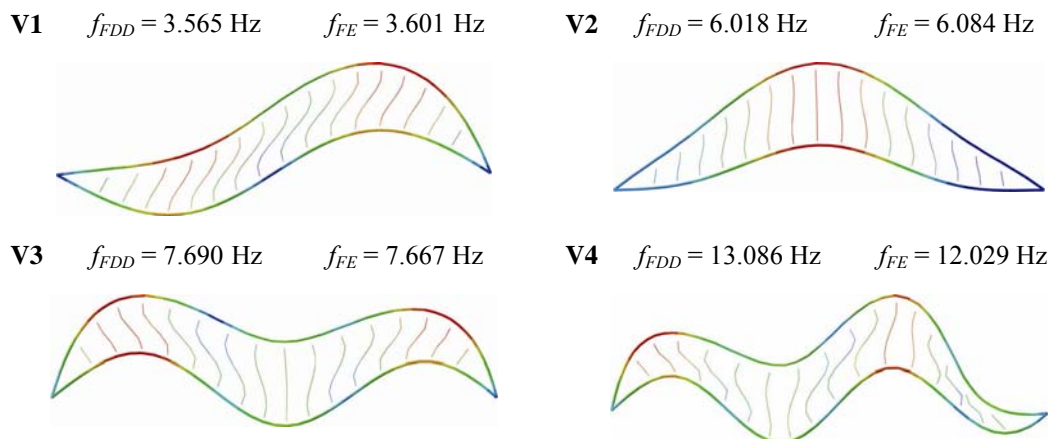 V1 f_FDD = 3.565 Hz f_FE = 3.601 Hz
V2 f_FDD = 6.018 Hz f_FE = 6.084 Hz
V3 f_FDD = 7.690 Hz f_FE = 7.667 Hz
V4 f_FDD = 13.086 Hz f_FE = 12.029 Hz